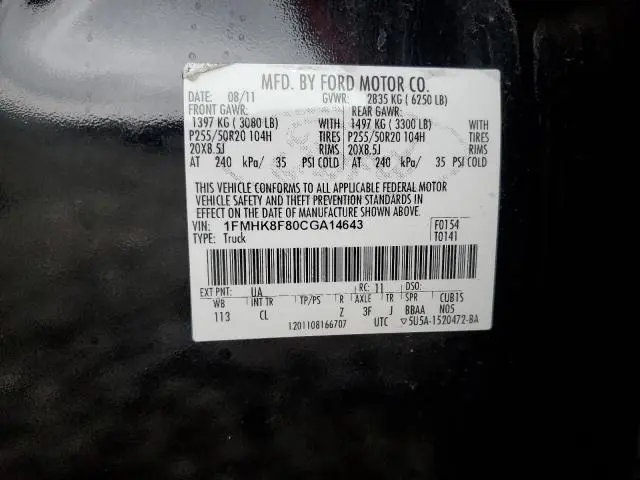 MFD. BY FORD MOTOR CO.
DATE: 08/11 GVWR: 2835 KG ( 6250 LB)
FRONT GAWR: REAR GAWR:
1397 KG ( 3080 LB) WITH 1497 KG ( 3300 LB) WITH
P255/50R20 104H TIRES P255/50R20 104H TIRES
20X8.5J RIMS 20X8.5J RIMS
AT 240 kPa/ 35 PSI COLD AT 240 kPa/ 35 PSI COLD
THIS VEHICLE CONFORMS TO ALL APPLICABLE FEDERAL MOTOR
VEHICLE SAFETY AND THEFT PREVENTION STANDARDS
IN EFFECT ON THE DATE OF MANUFACTURE SHOWN ABOVE.
VIN: 1FMHK8F80CGA14643 F0154
TYPE: Truck T0141
EXT PNT: UA RC: 11
WB INT TR TP/PS R AXLE TR SPR CUB1S
113 CL Z 3F J BBAA N05
1201108166707 UTC ▽5U5A-1520472-BA